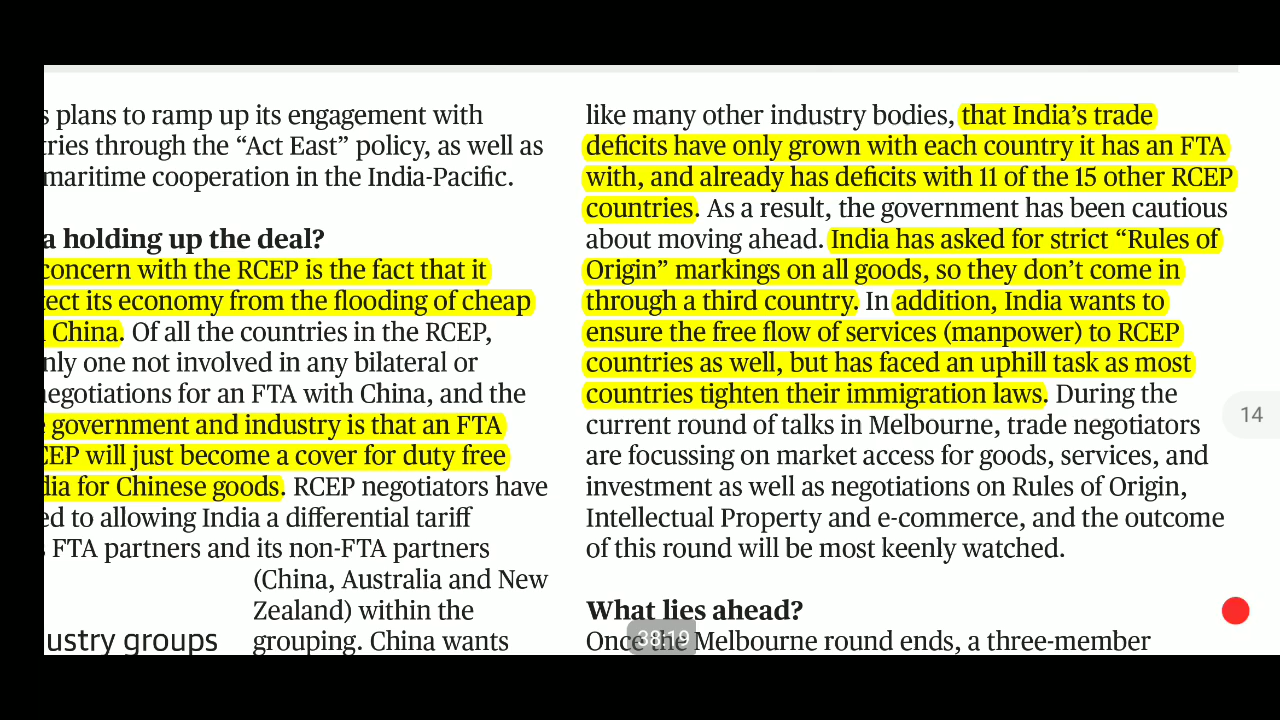 plans to ramp up its engagement with
through the “Act East” policy, as well as
maritime cooperation in the India-Pacific.
a holding up the deal?
concern with the RCEP is the fact that it
its economy from the flooding of cheap
China. Of all the countries in the RCEP,
one not involved in any bilateral or
negotiations for an FTA with China, and the
government and industry is that an FTA
will just become a cover for duty free
for Chinese goods. RCEP negotiators have
to allowing India a differential tariff
FTA partners and its non-FTA partners
(China, Australia and New
Zealand) within the
groups
grouping. China wants
like many other industry bodies, that India’s trade
deficits have only grown with each country it has an FTA
with, and already has deficits with 11 of the 15 other RCEP
countries. As a result, the government has been cautious
about moving ahead. India has asked for strict “Rules of
Origin” markings on all goods, so they don’t come in
through a third country. In addition, India wants to
ensure the free flow of services (manpower) to RCEP
countries as well, but has faced an uphill task as most
countries tighten their immigration laws. During the
current round of talks in Melbourne, trade negotiators
are focussing on market access for goods, services, and
investment as well as negotiations on Rules of Origin,
Intellectual Property and e-commerce, and the outcome
of this round will be most keenly watched.
What lies ahead?
Once the Melbourne round ends, a three-member
14
38:19